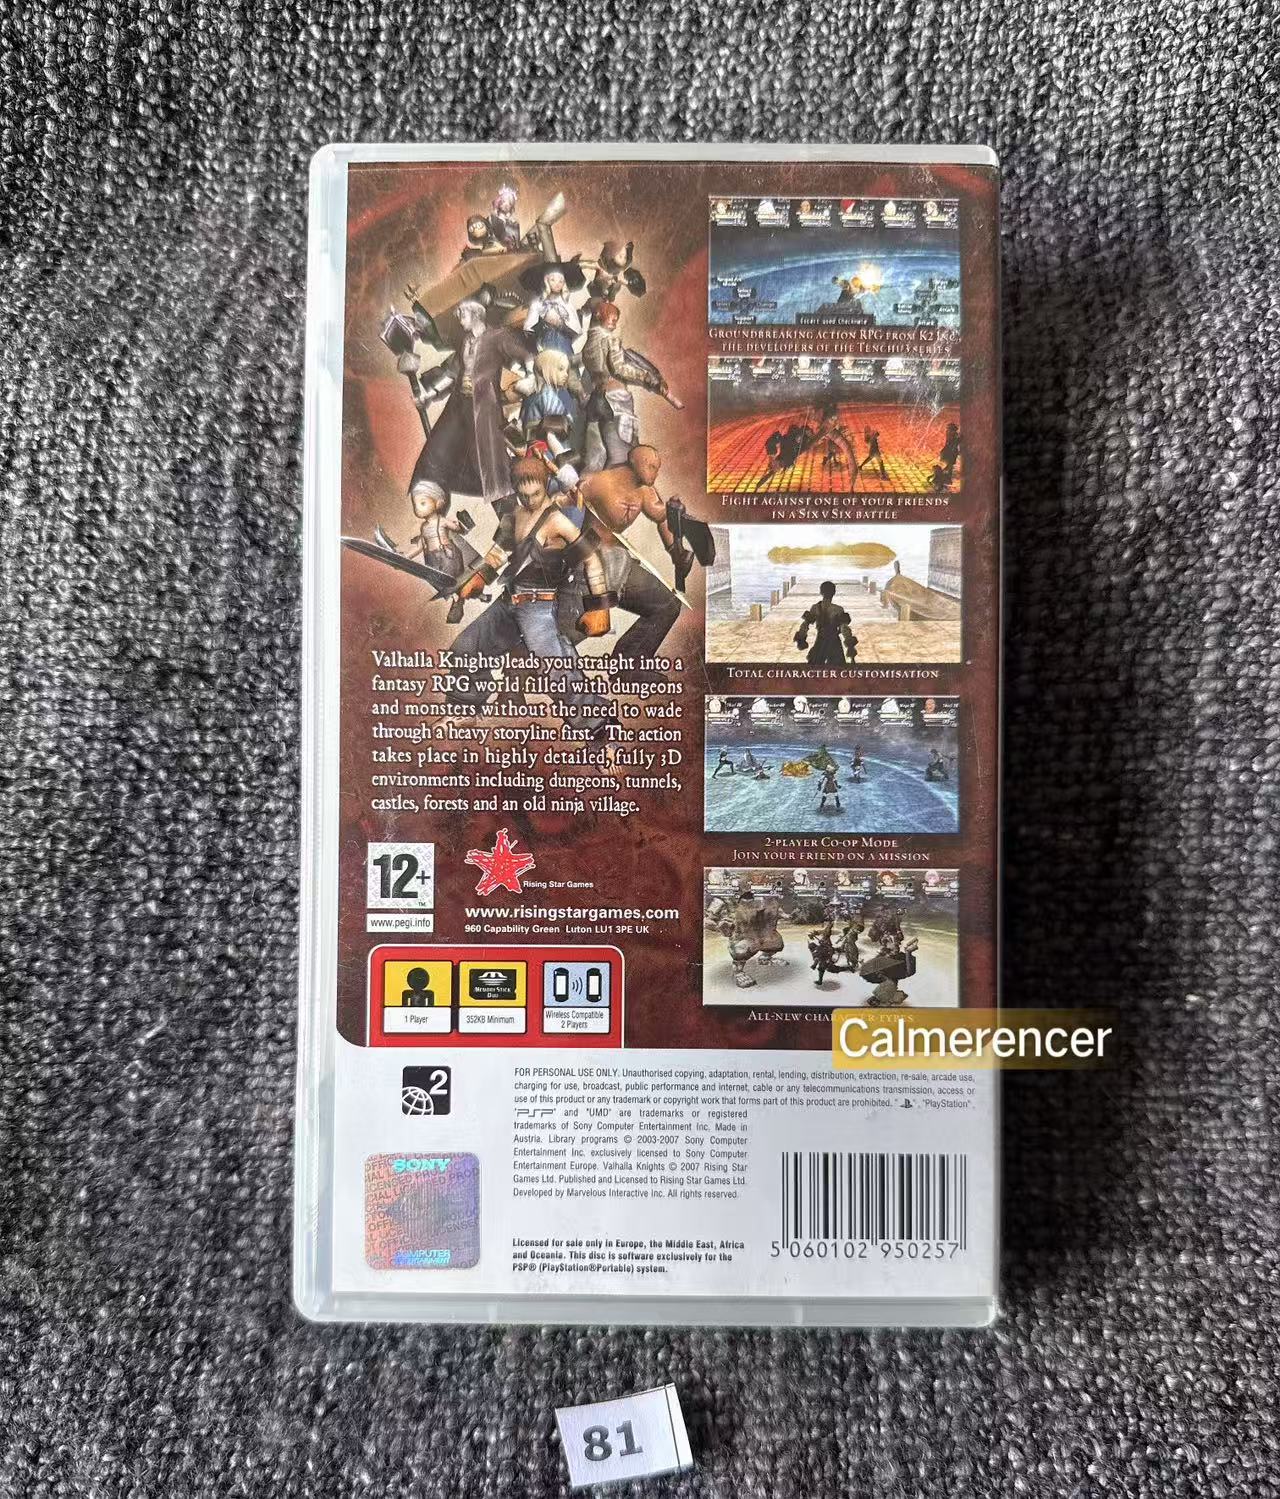 GROUNDBREAKING ACTION RPG FROM K2 INC.,
THE DEVELOPERS OF THE TENCHU 3 SERIES
FIGHT AGAINST ONE OF YOUR FRIENDS
IN A SIX V SIX BATTLE
TOTAL CHARACTER CUSTOMISATION
2-PLAYER CO-OP MODE
JOIN YOUR FRIEND ON A MISSION
ALL-NEW CHARACTER TYPES
Valhalla Knights leads you straight into a
fantasy RPG world filled with dungeons
and monsters without the need to wade
through a heavy storyline first. The action
takes place in highly detailed, fully 3D
environments including dungeons, tunnels,
castles, forests and an old ninja village.
12+
TM
www.pegi.info
Rising Star Games
www.risingstargames.com
960 Capability Green Luton LU1 3PE UK
1 Player
MEMORY STICK
DUO
352KB Minimum
Wireless Compatible
2 Players
Calmerencer
2
FOR PERSONAL USE ONLY. Unauthorised copying, adaptation, rental, lending, distribution, extraction, re-sale, arcade use,
charging for use, broadcast, public performance and internet, cable or any telecommunications transmission, access or
use of this product or any trademark or copyright work that forms part of this product are prohibited. " ", "PlayStation",
"PSP" and "UMD" are trademarks or registered
trademarks of Sony Computer Entertainment Inc. Made in
Austria. Library programs © 2003-2007 Sony Computer
Entertainment Inc. exclusively licensed to Sony Computer
Entertainment Europe. Valhalla Knights © 2007 Rising Star
Games Ltd. Published and Licensed to Rising Star Games Ltd.
Developed by Marvelous Interactive Inc. All rights reserved.
Licensed for sale only in Europe, the Middle East, Africa
and Oceania. This disc is software exclusively for the
PSP® (PlayStation®Portable) system.
SONY
COMPUTER
ENTERTAINMENT
5 060102 950257
81